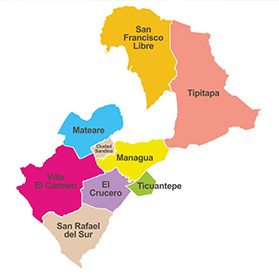 San
Francisco
Libre
Tipitapa
Mateare
Ciudad
Sandino
Managua
Villa
El Carmen
El
Crucero
Ticuantepe
San Rafael
del Sur